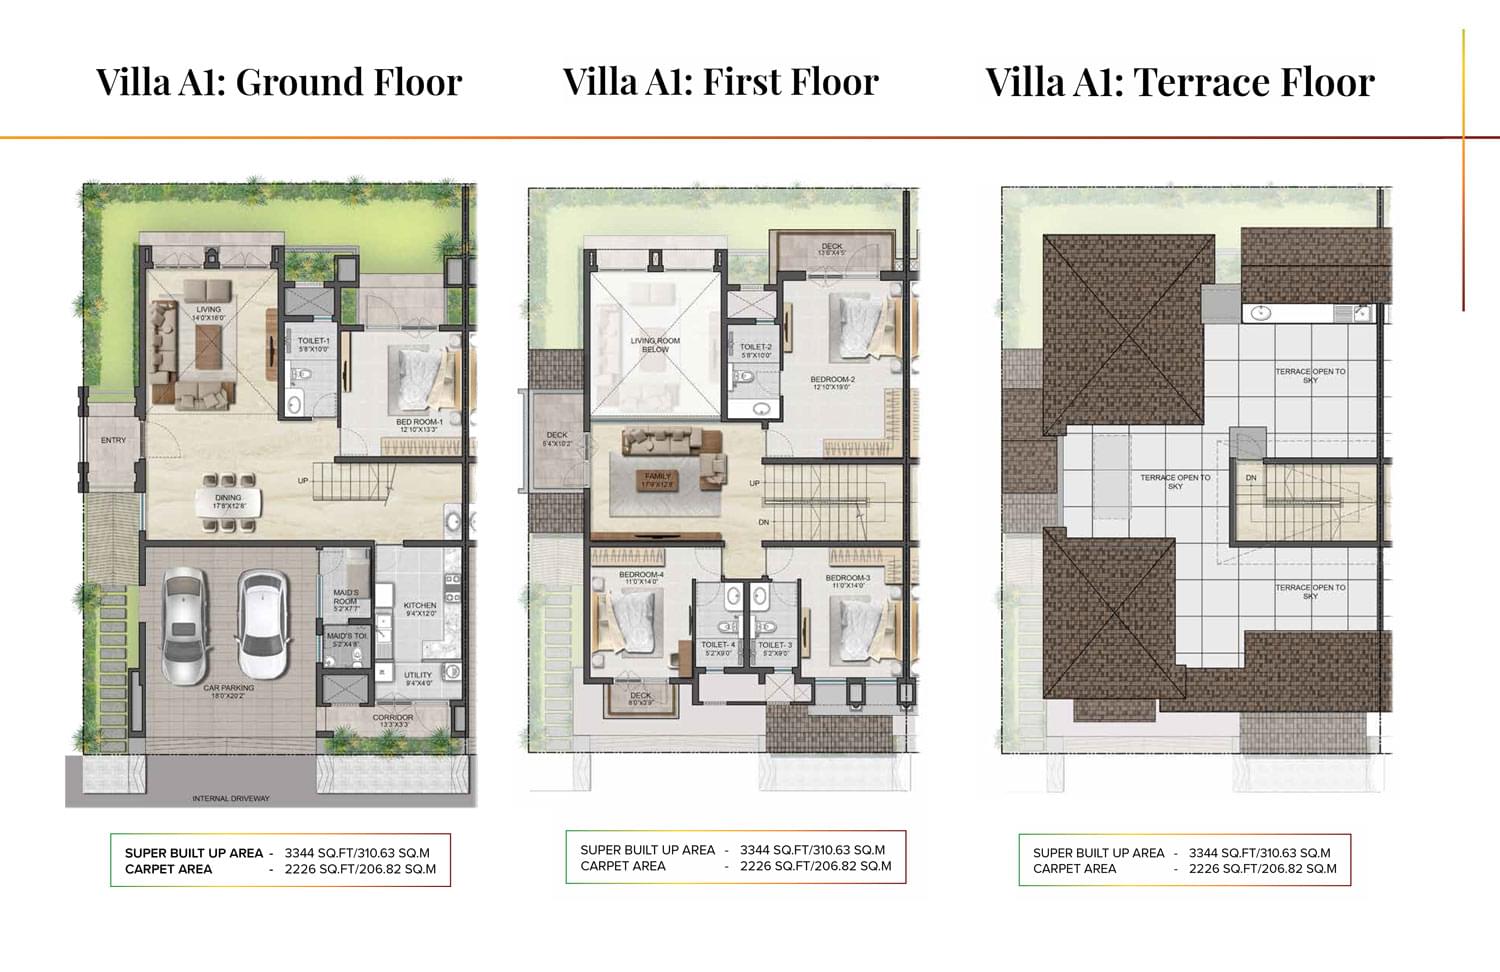 Villa A1: Ground Floor
LIVING
14'0"X16'0"
TOILET-1
5'8"X10'0"
BED ROOM-1
12'10"X13'3"
ENTRY
UP
DINING
17'8"X12'8"
MAID'S
ROOM
5'2"X7'7"
KITCHEN
9'4"X12'0"
MAID'S TOI.
5'2"X4'8"
UTILITY
9'4"X4'0"
CAR PARKING
18'0"X20'2"
CORRIDOR
13'3"X3'3"
INTERNAL DRIVEWAY
SUPER BUILT UP AREA - 3344 SQ.FT/310.63 SQ.M
CARPET AREA - 2226 SQ.FT/206.82 SQ.M
Villa A1: First Floor
DECK
13'8"X4'5"
LIVING ROOM
BELOW
TOILET-2
5'8"X10'0"
BEDROOM-2
12'10"X19'0"
DECK
5'4"X10'2"
FAMILY
17'9"X12'8"
UP
DN
BEDROOM-4
11'0"X14'0"
BEDROOM-3
11'0"X14'0"
TOILET- 4
5'2"X9'0"
TOILET- 3
5'2"X9'0"
DECK
8'0"X3'9"
SUPER BUILT UP AREA - 3344 SQ.FT/310.63 SQ.M
CARPET AREA - 2226 SQ.FT/206.82 SQ.M
Villa A1: Terrace Floor
TERRACE OPEN TO
SKY
TERRACE OPEN TO
SKY
DN
TERRACE OPEN TO
SKY
SUPER BUILT UP AREA - 3344 SQ.FT/310.63 SQ.M
CARPET AREA - 2226 SQ.FT/206.82 SQ.M